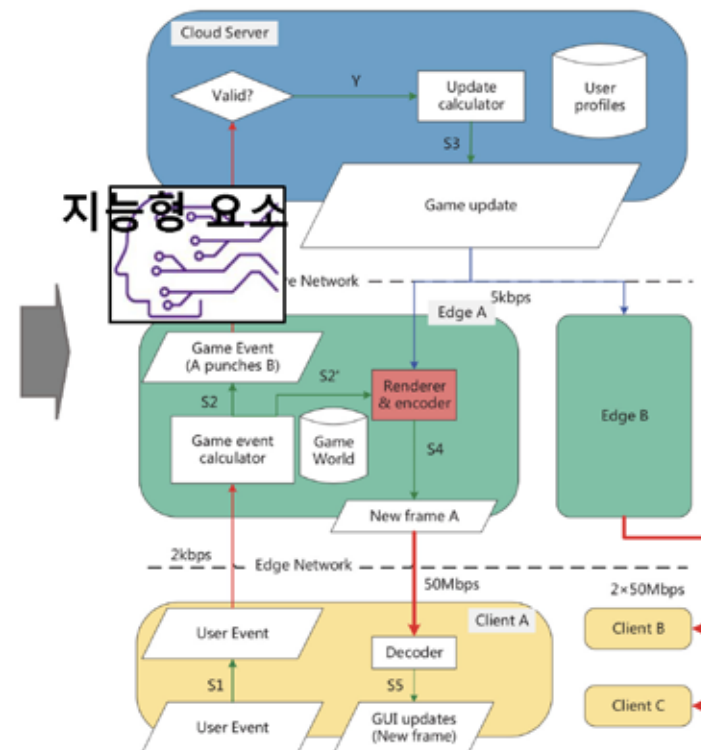 Cloud Server
Valid?
Y
Update
calculator
User
profiles
S3
지능형 요소
Game update
Network
5kbps
Edge A
Game Event
(A punches B)
S2'
Renderer
& encoder
Edge B
S2
Game event
calculator
Game
World
S4
New frame A
2kbps
Edge Network
50Mbps
2×50Mbps
Client A
User Event
Client B
Decoder
S1
S5
Client C
User Event
GUI updates
(New frame)